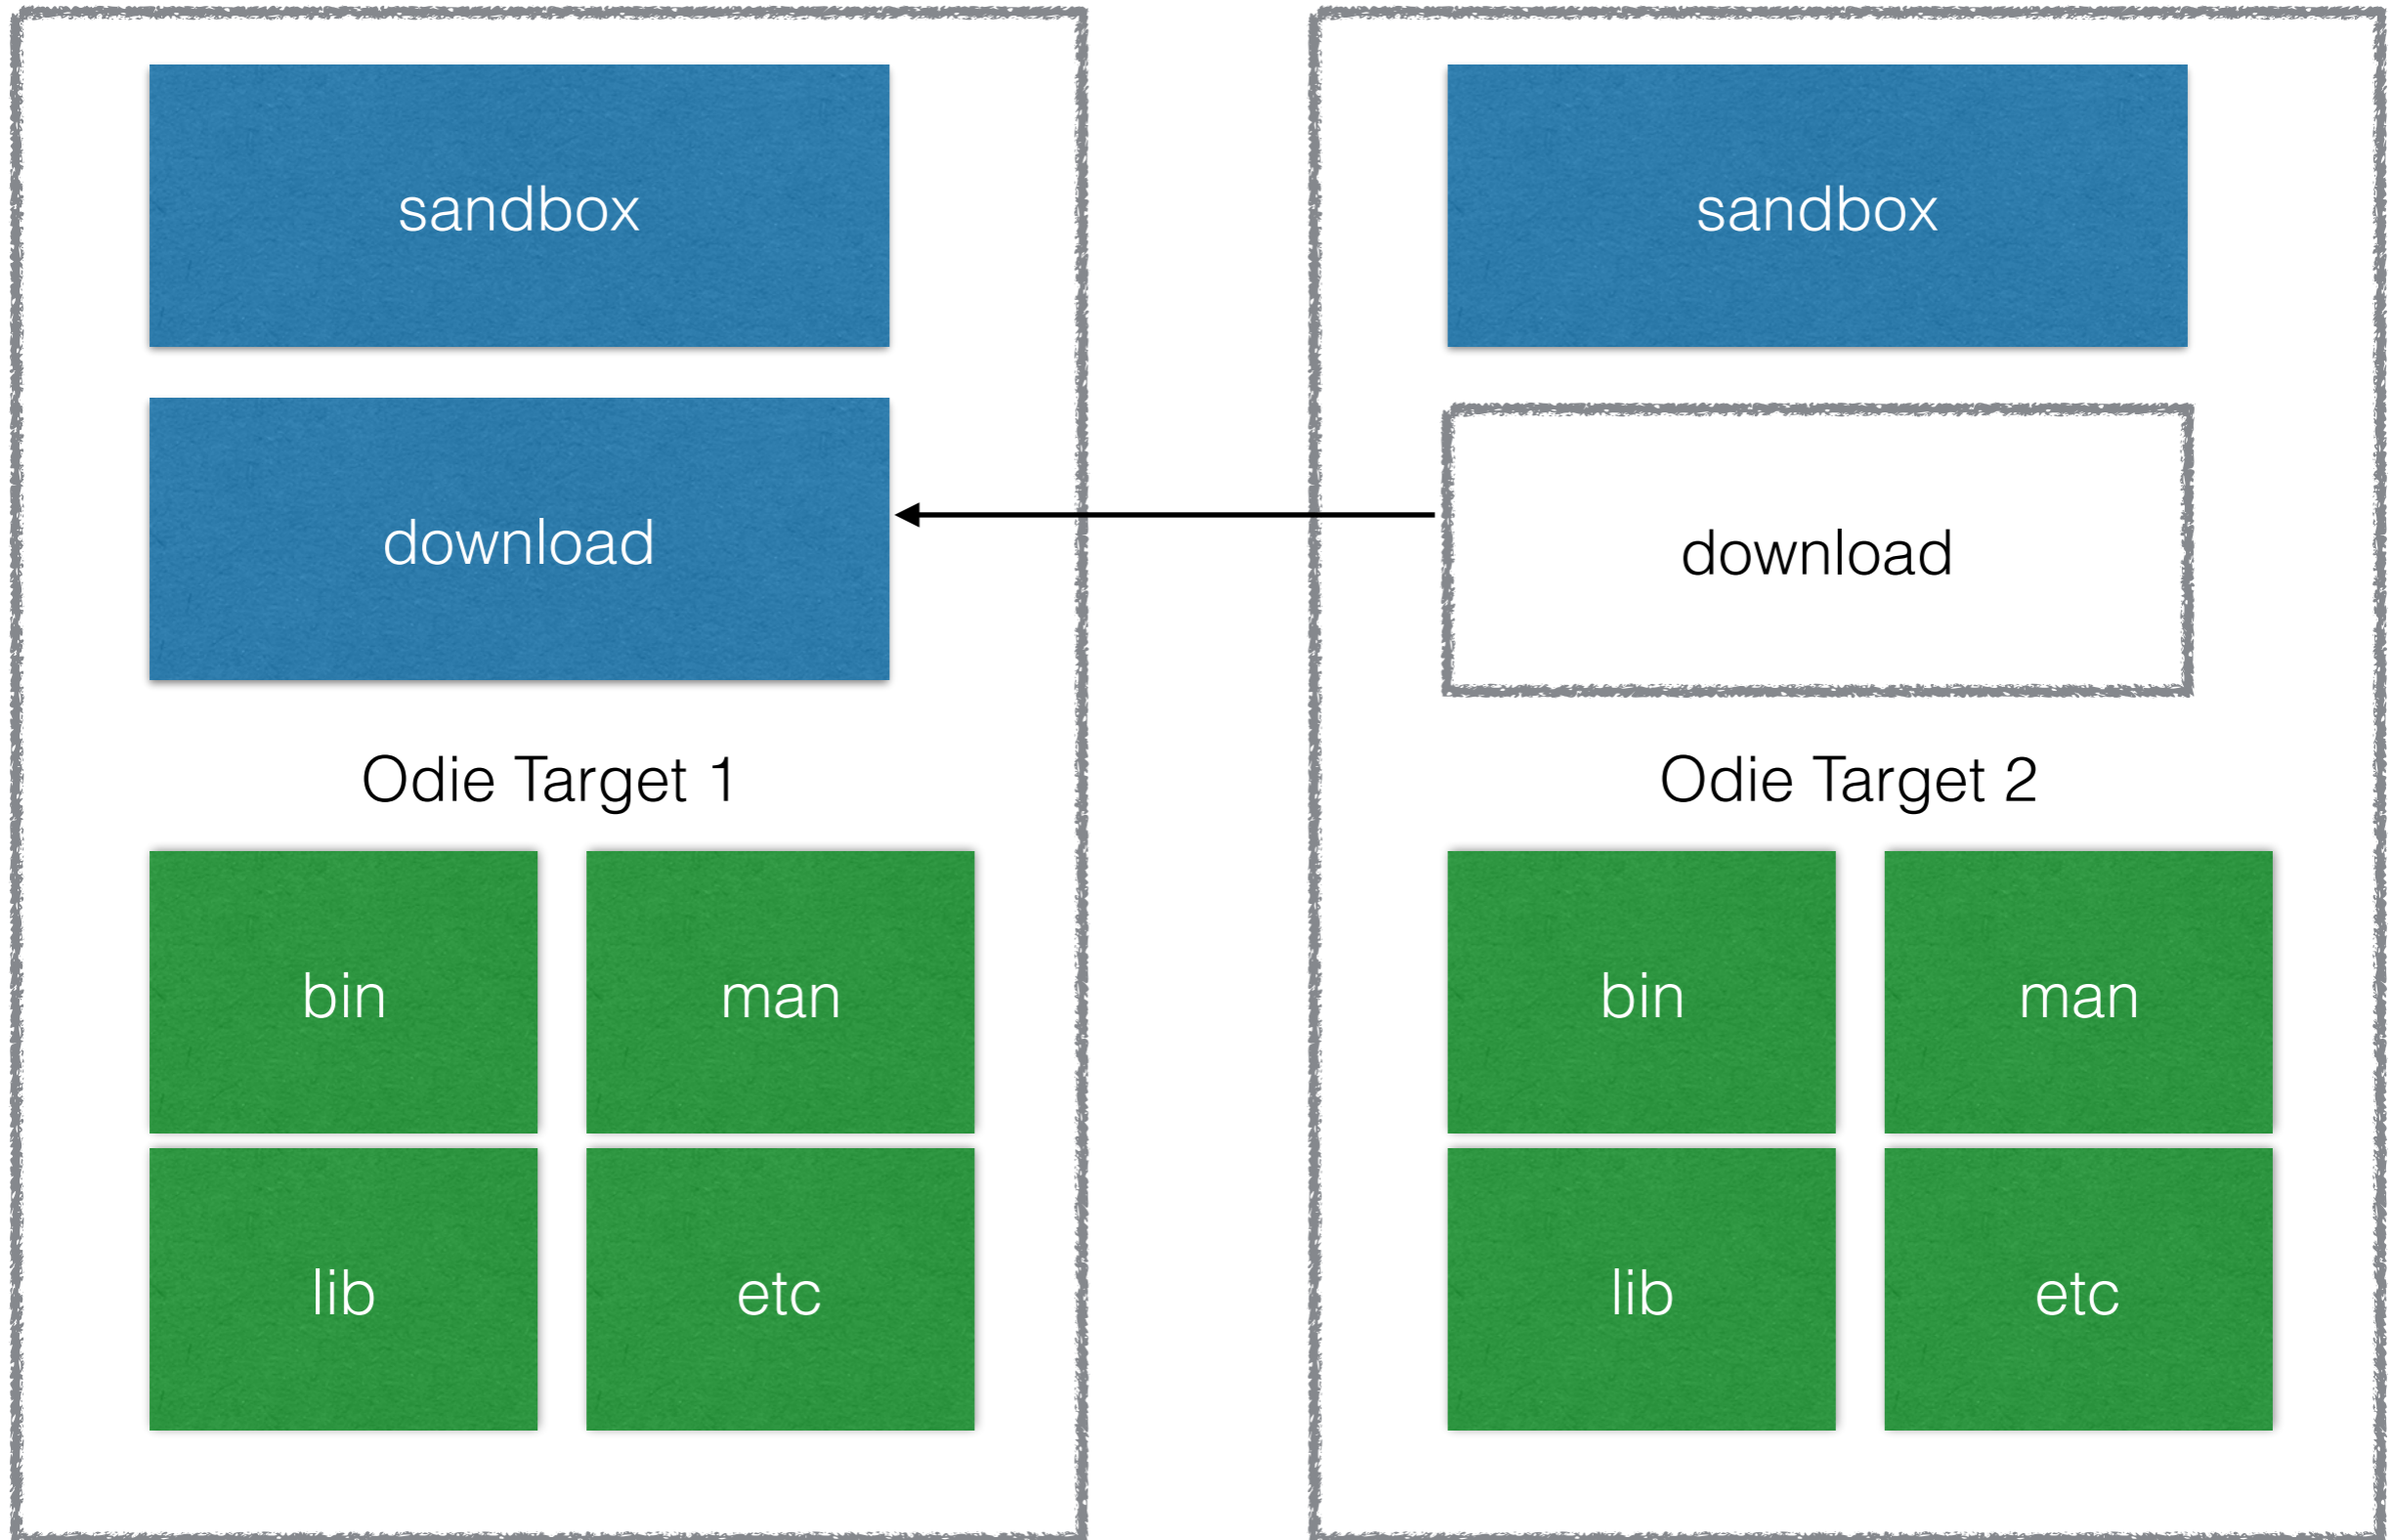 sandbox
download
Odie Target 1
bin
man
lib
etc
sandbox
download
Odie Target 2
bin
man
lib
etc